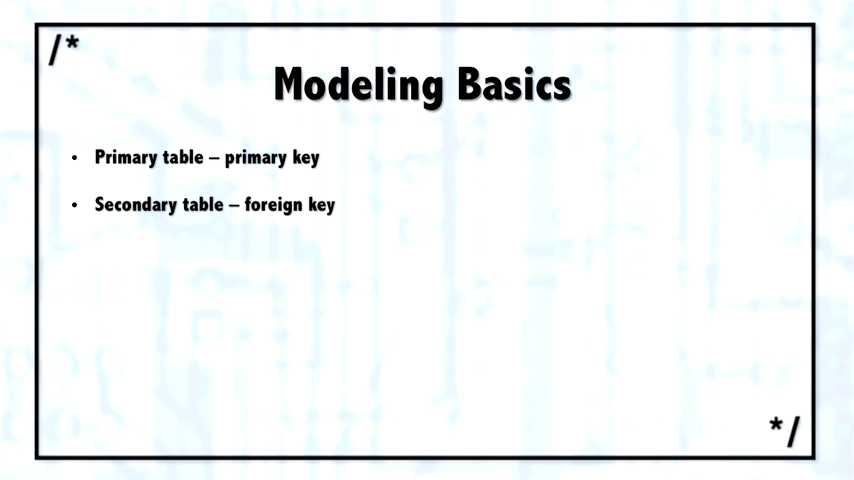 /*
Modeling Basics
• Primary table – primary key
• Secondary table – foreign key
*/